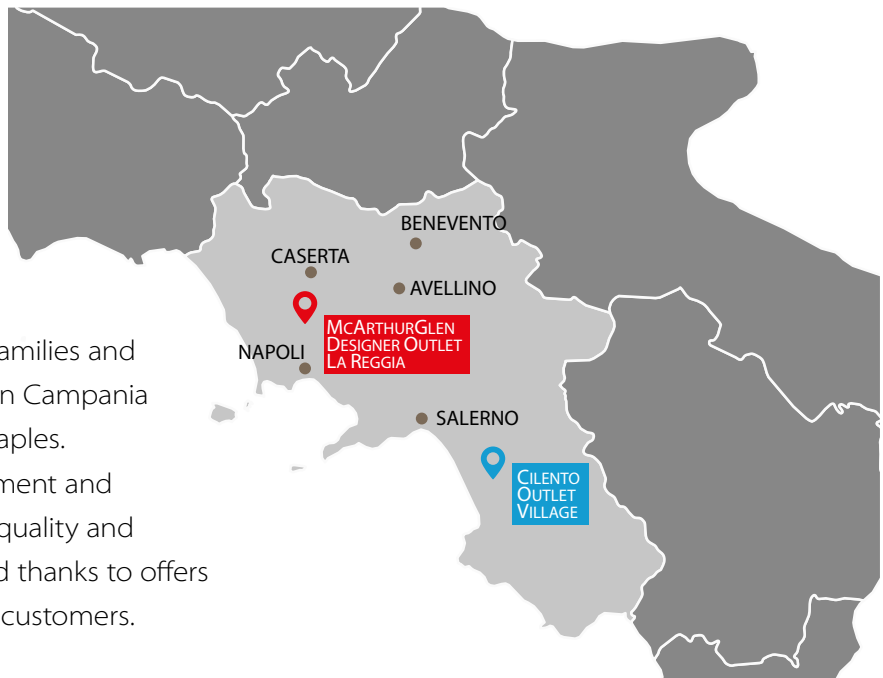 BENEVENTO
CASERTA
AVELLINO
McArthurGlen
Designer Outlet
La Reggia
NAPOLI
SALERNO
Cilento
Outlet
Village
amilies and
n Campania
aples.
ment and
quality and
d thanks to offers
customers.